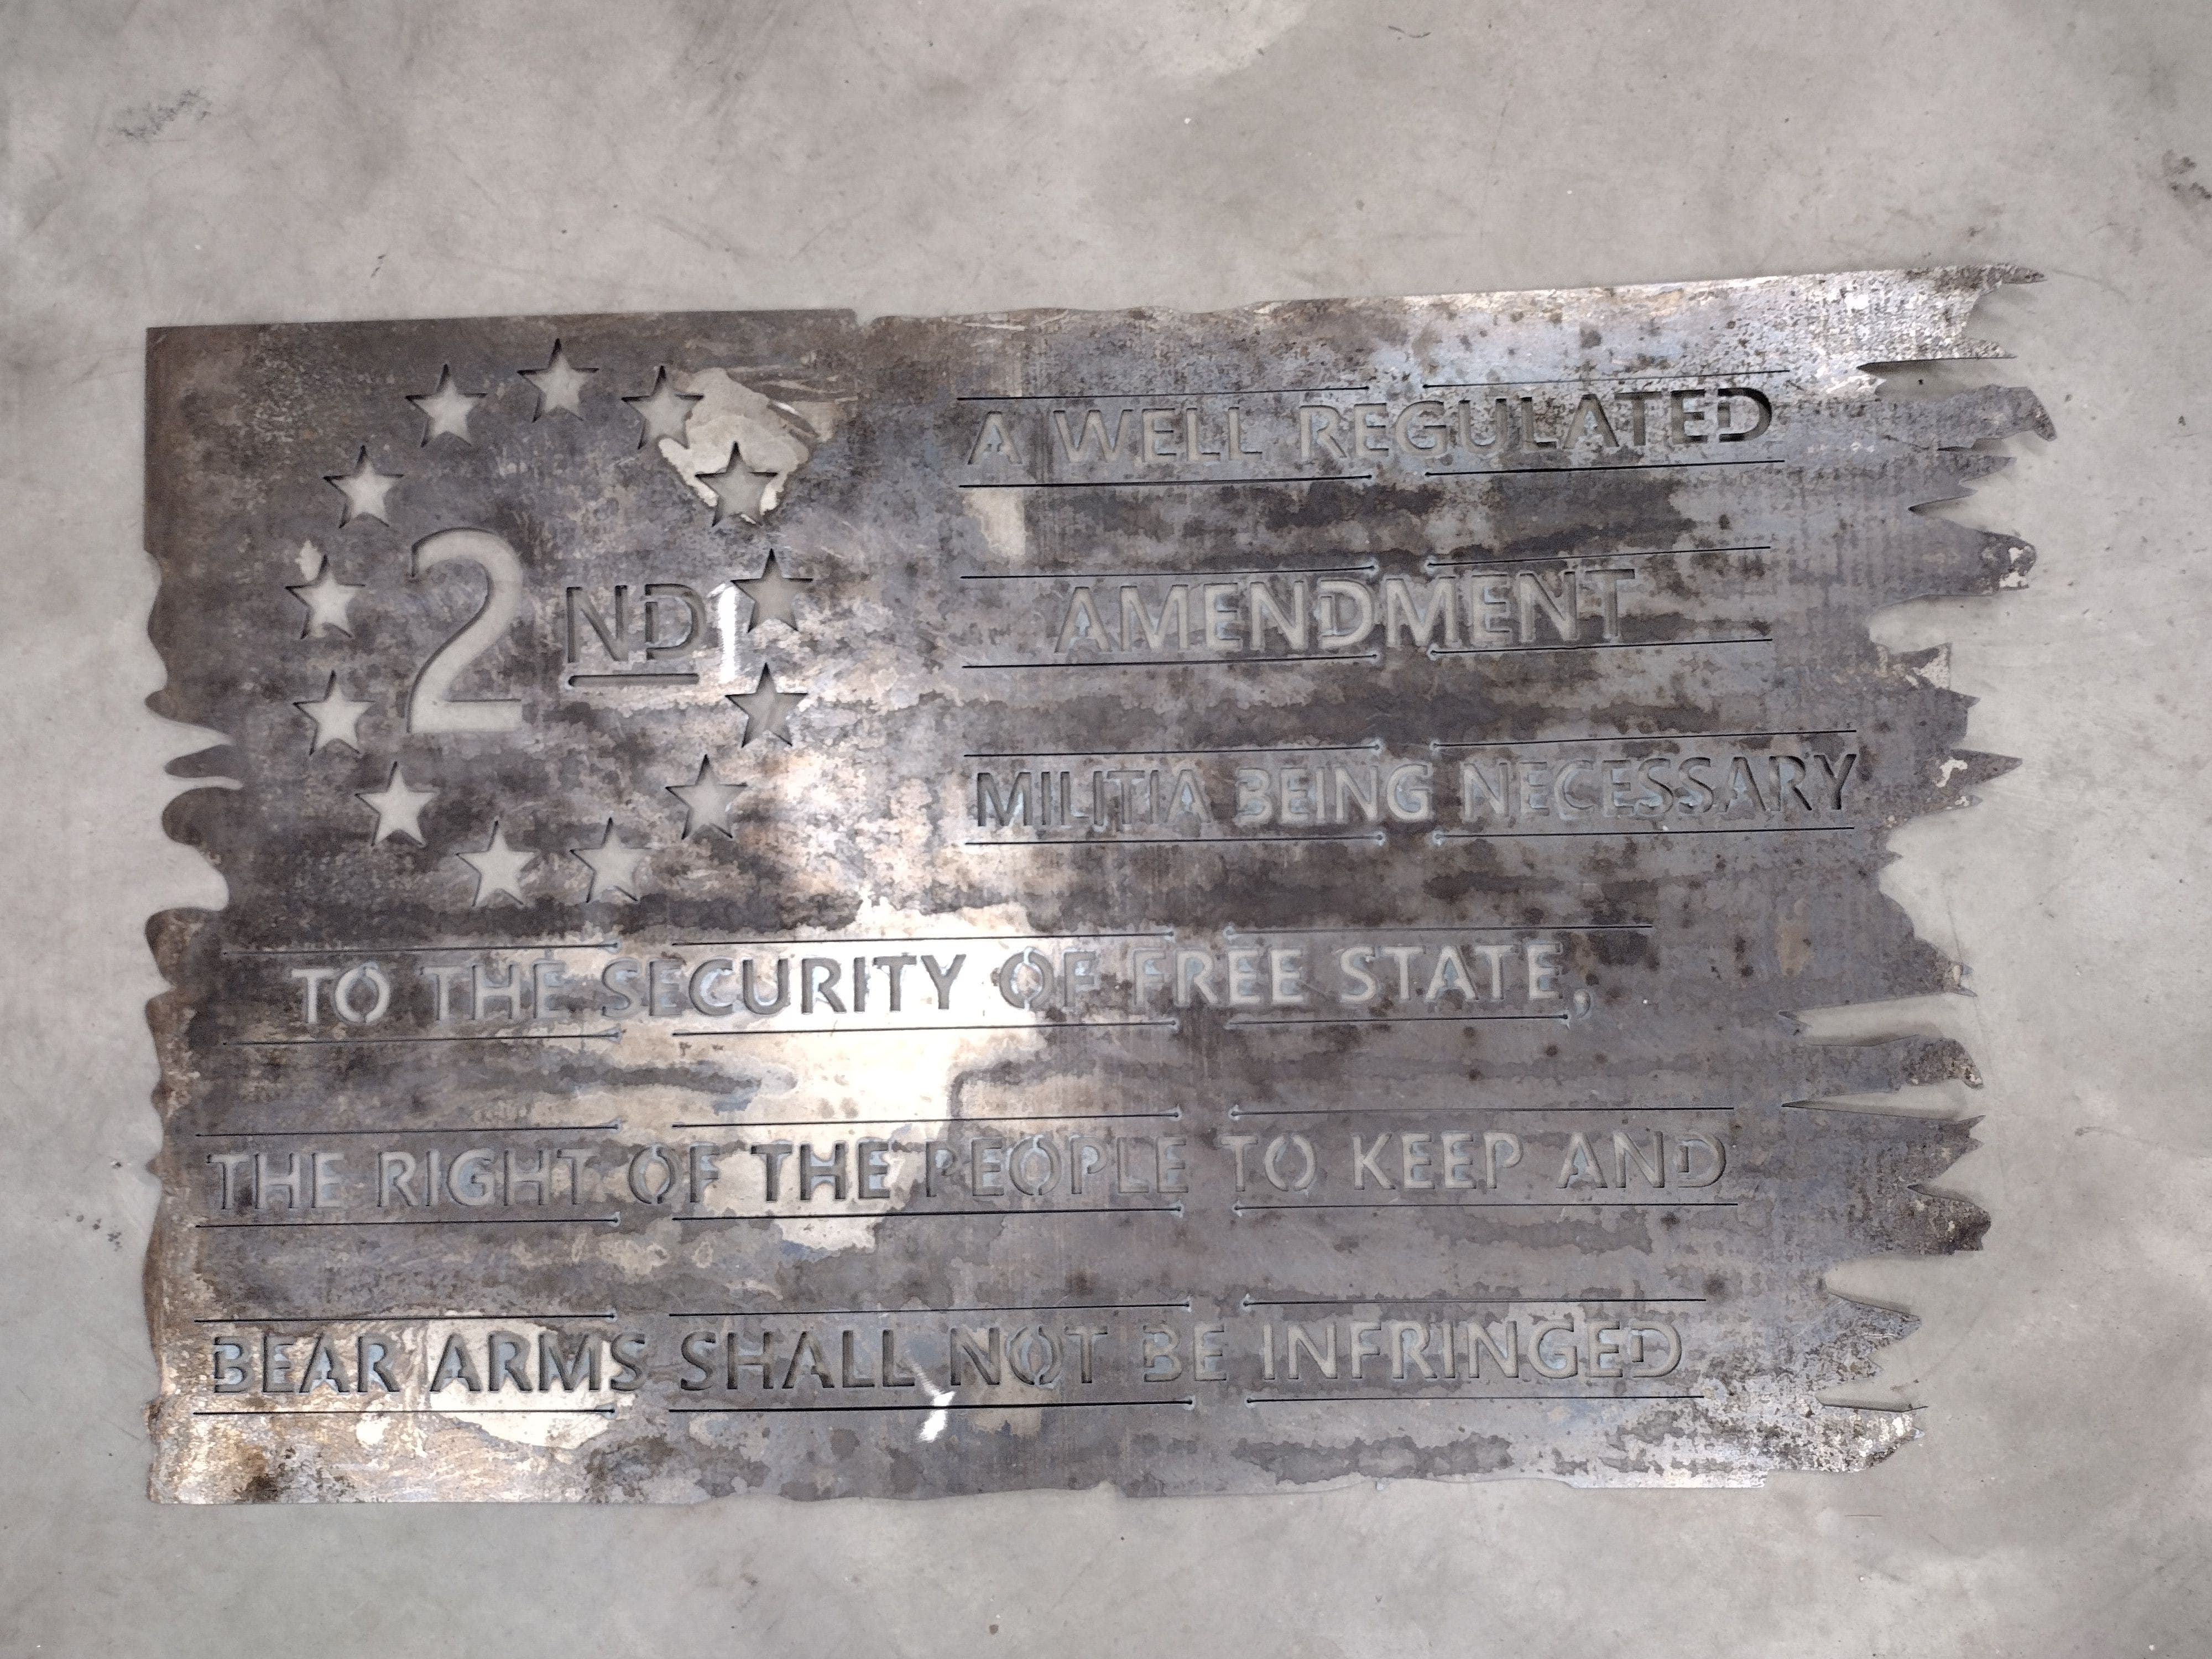 2ND
A WELL REGULATED
AMENDMENT
MILITIA BEING NECESSARY
TO THE SECURITY OF FREE STATE,
THE RIGHT OF THE PEOPLE TO KEEP AND
BEAR ARMS SHALL NOT BE INFRINGED